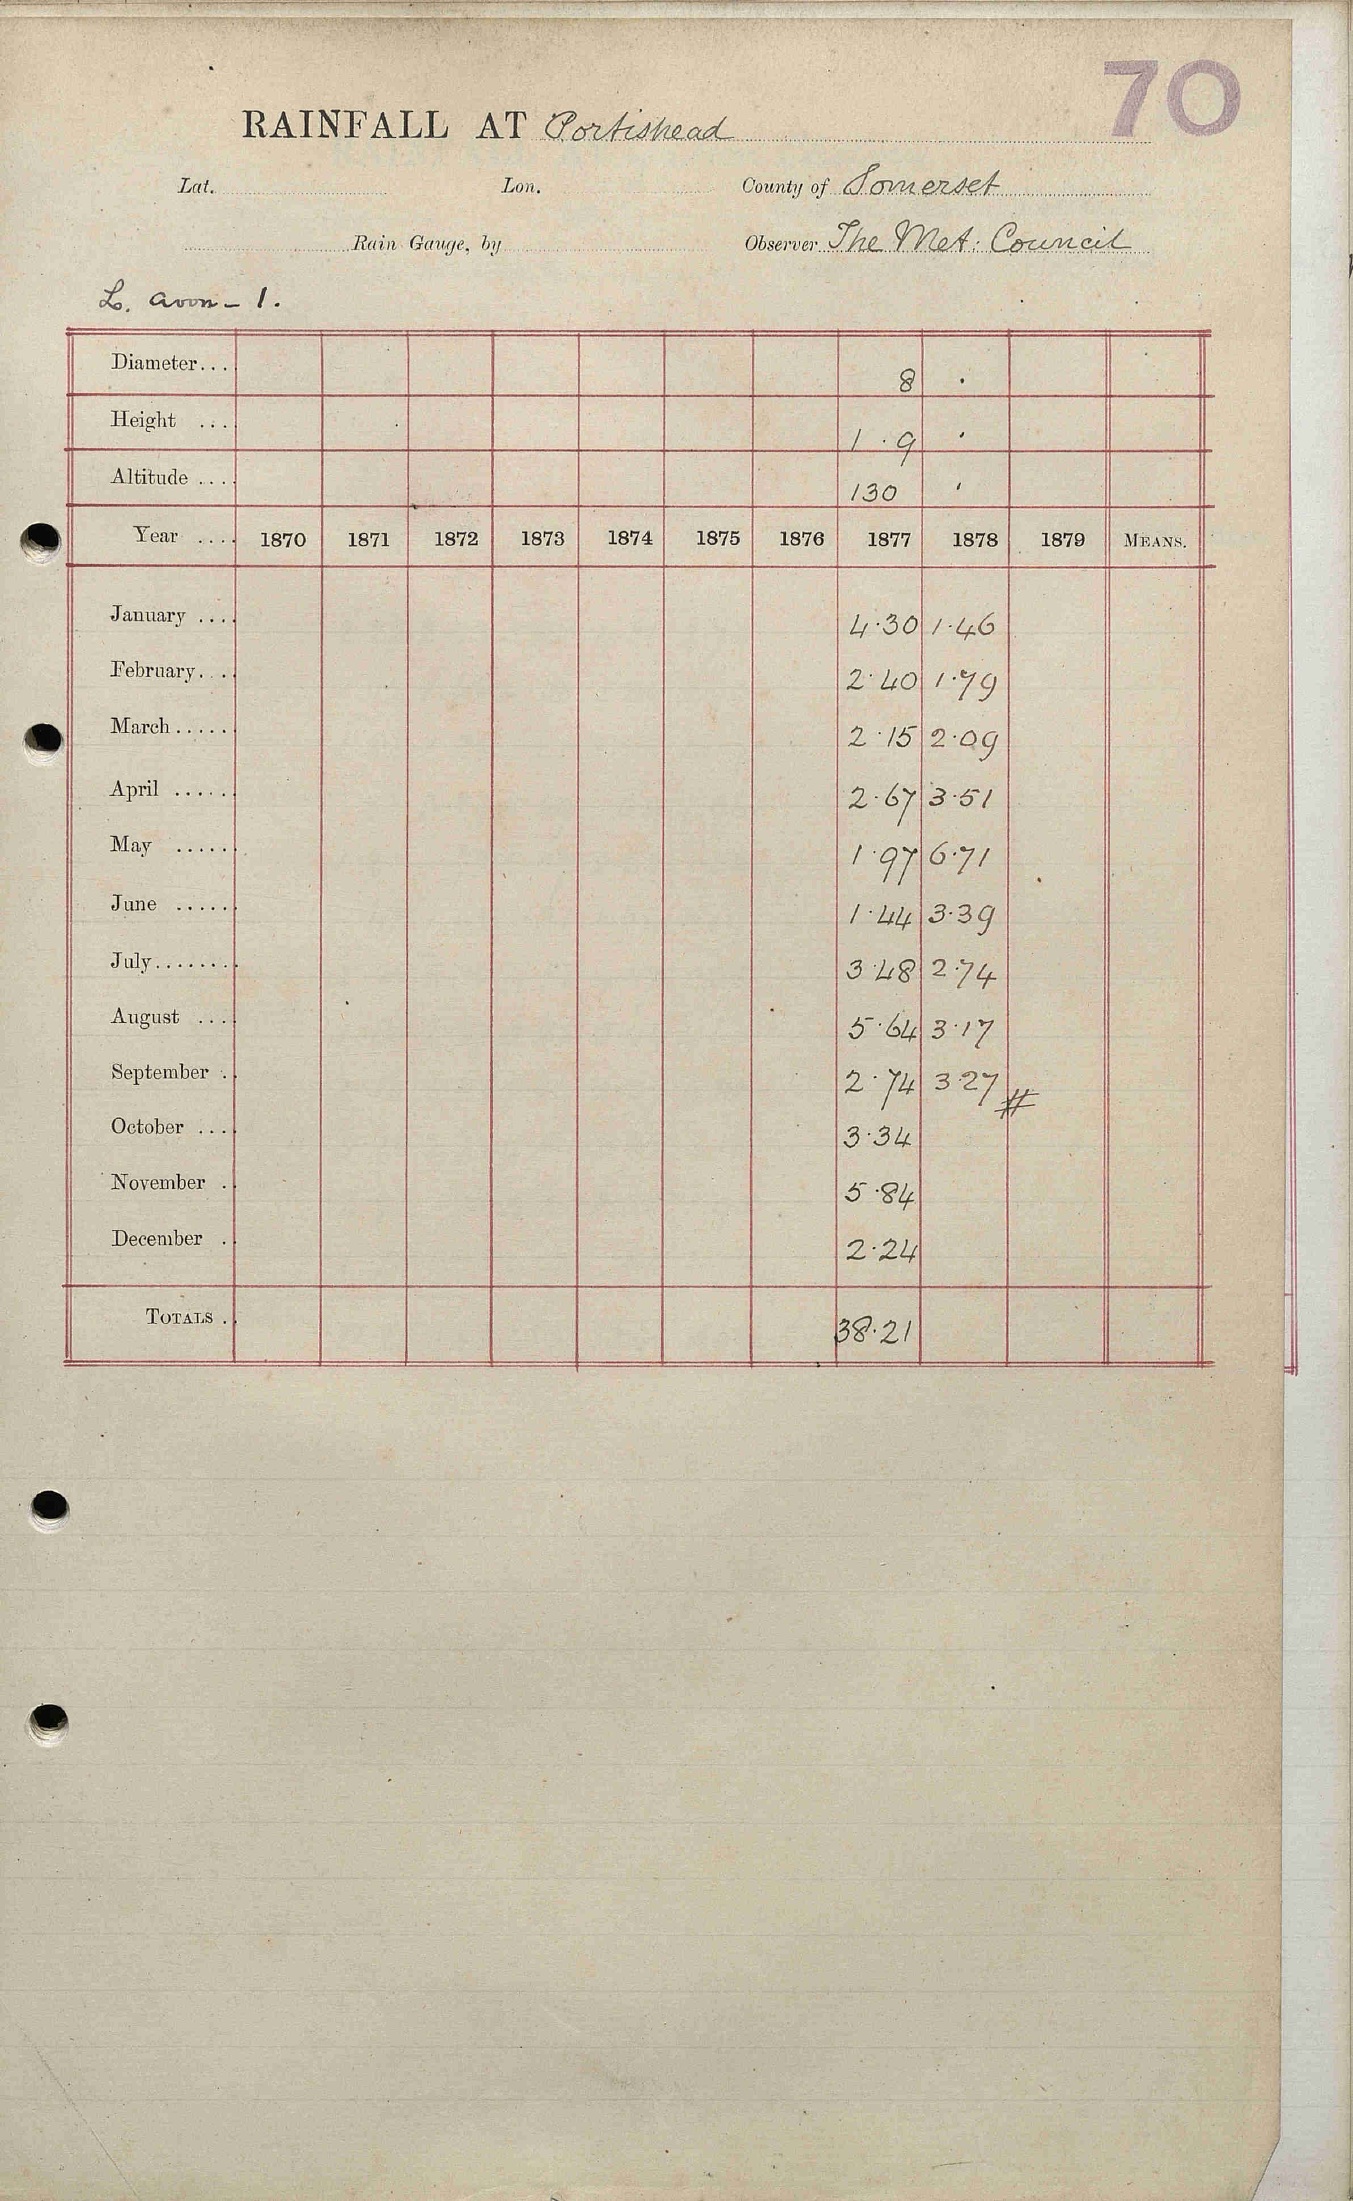 70
RAINFALL AT Portishead
Lat. Lon. County of Somerset
Rain Gauge, by Observer The Met. Council
L. Avon - 1.
Diameter... 8 ·
Height ... 1 · 9 ·
Altitude .... 130 ·
Year .... 1870 1871 1872 1873 1874 1875 1876 1877 1878 1879 MEANS.
January .... 4·30 1·46
February... 2·40 1·79
March..... 2·15 2·09
April ..... 2·67 3·51
May ..... 1·97 6·71
June ..... 1·44 3·39
July........ 3·48 2·74
August .... 5·64 3·17
September .. 2·74 3·27 #
October .... 3·34
November .. 5·84
December .. 2·24
TOTALS .. 38·21